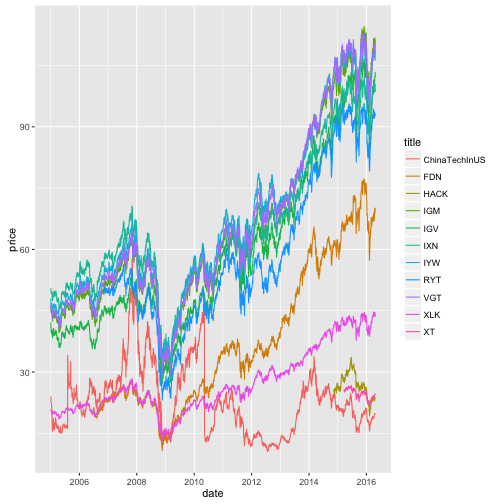 90
60
30
price
2006
2008
2010
2012
2014
2016
date
title
ChinaTechInUS
FDN
HACK
IGM
IGV
IXN
IYW
RYT
VGT
XLK
XT